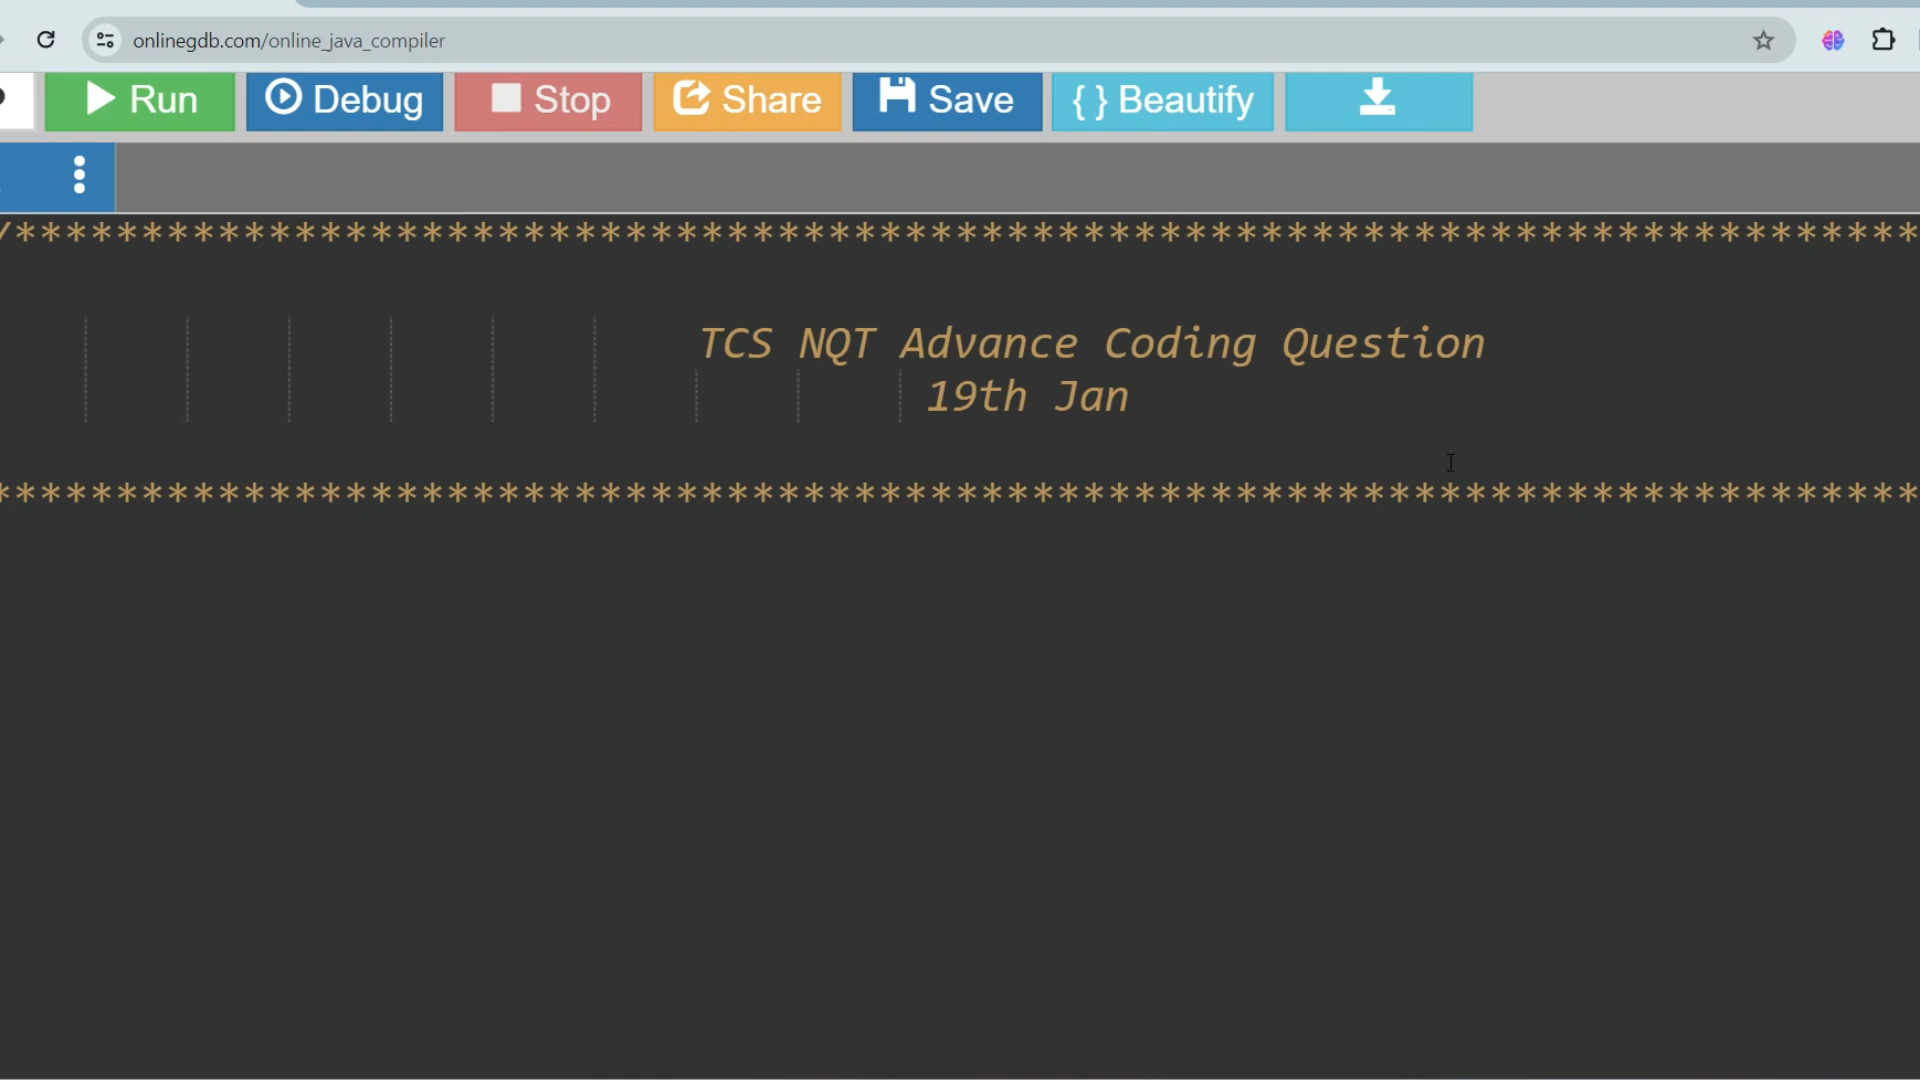 onlinegdb.com/online_java_compiler
Run Debug Stop Share Save { } Beautify
/***************************************************************************
TCS NQT Advance Coding Question
19th Jan
***************************************************************************